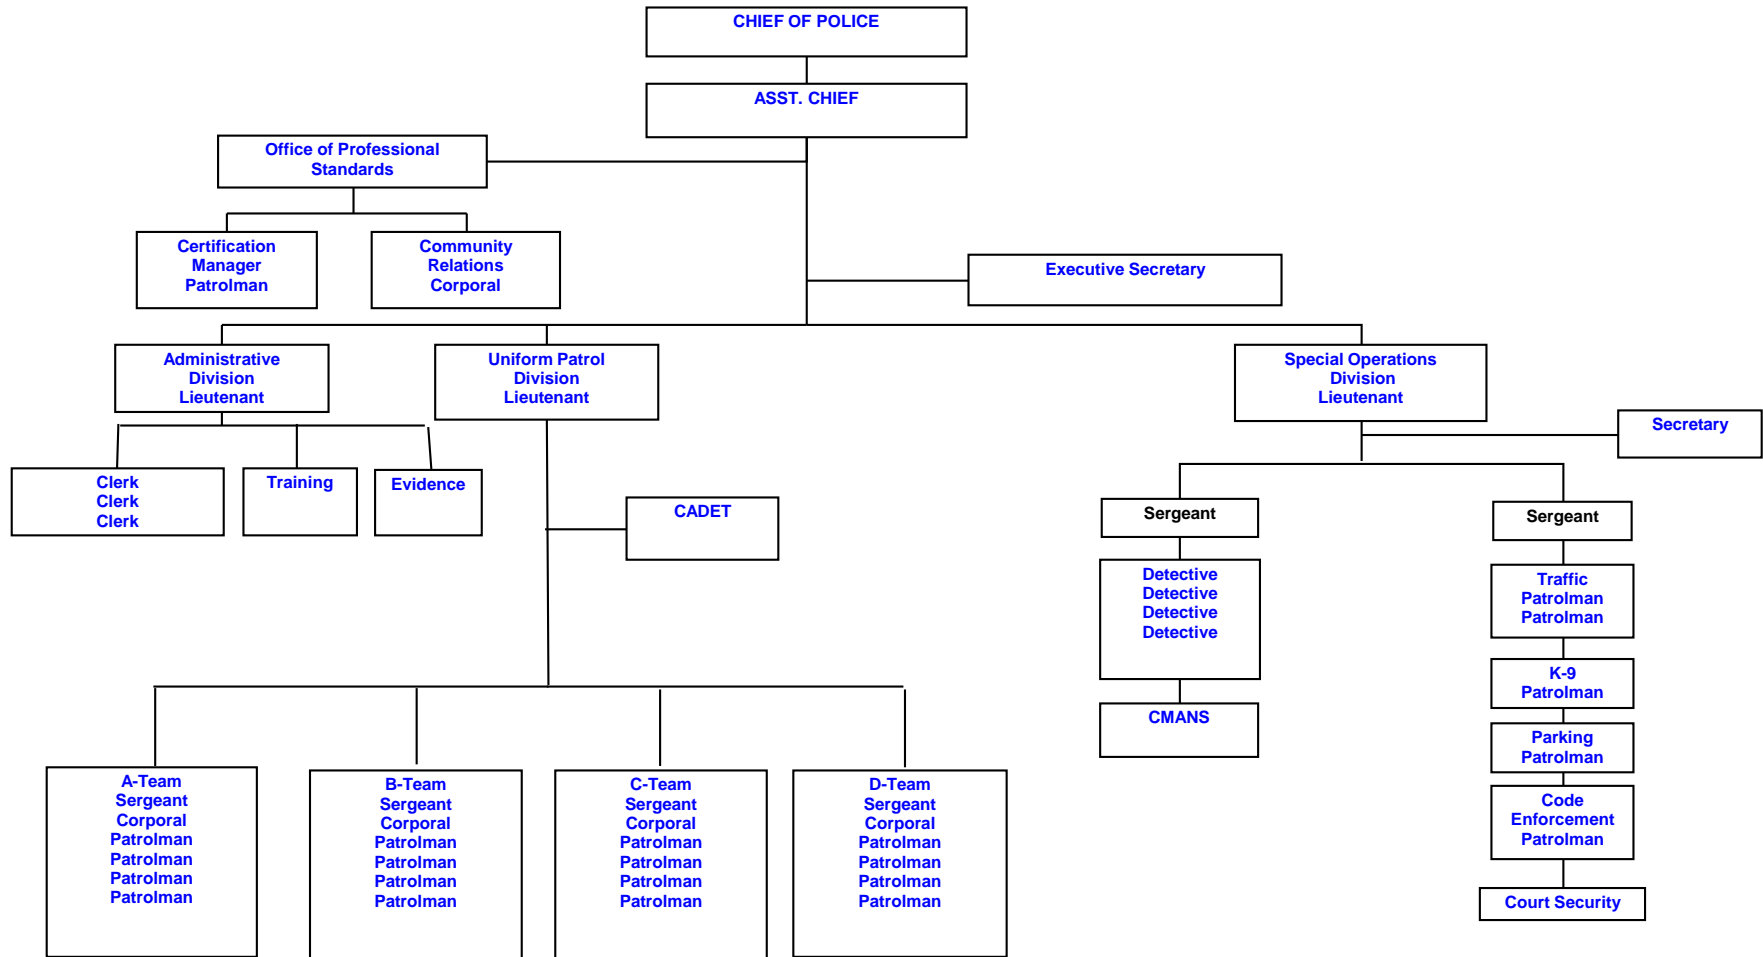 CHIEF OF POLICE
ASST. CHIEF
Office of Professional
Standards
Certification
Manager
Patrolman
Community
Relations
Corporal
Executive Secretary
Administrative
Division
Lieutenant
Uniform Patrol
Division
Lieutenant
Special Operations
Division
Lieutenant
Secretary
Clerk
Clerk
Clerk
Training
Evidence
CADET
Sergeant
Sergeant
Detective
Detective
Detective
Detective
CMANS
Traffic
Patrolman
Patrolman
K-9
Patrolman
Parking
Patrolman
Code
Enforcement
Patrolman
Court Security
A-Team
Sergeant
Corporal
Patrolman
Patrolman
Patrolman
Patrolman
B-Team
Sergeant
Corporal
Patrolman
Patrolman
Patrolman
Patrolman
C-Team
Sergeant
Corporal
Patrolman
Patrolman
Patrolman
Patrolman
D-Team
Sergeant
Corporal
Patrolman
Patrolman
Patrolman
Patrolman